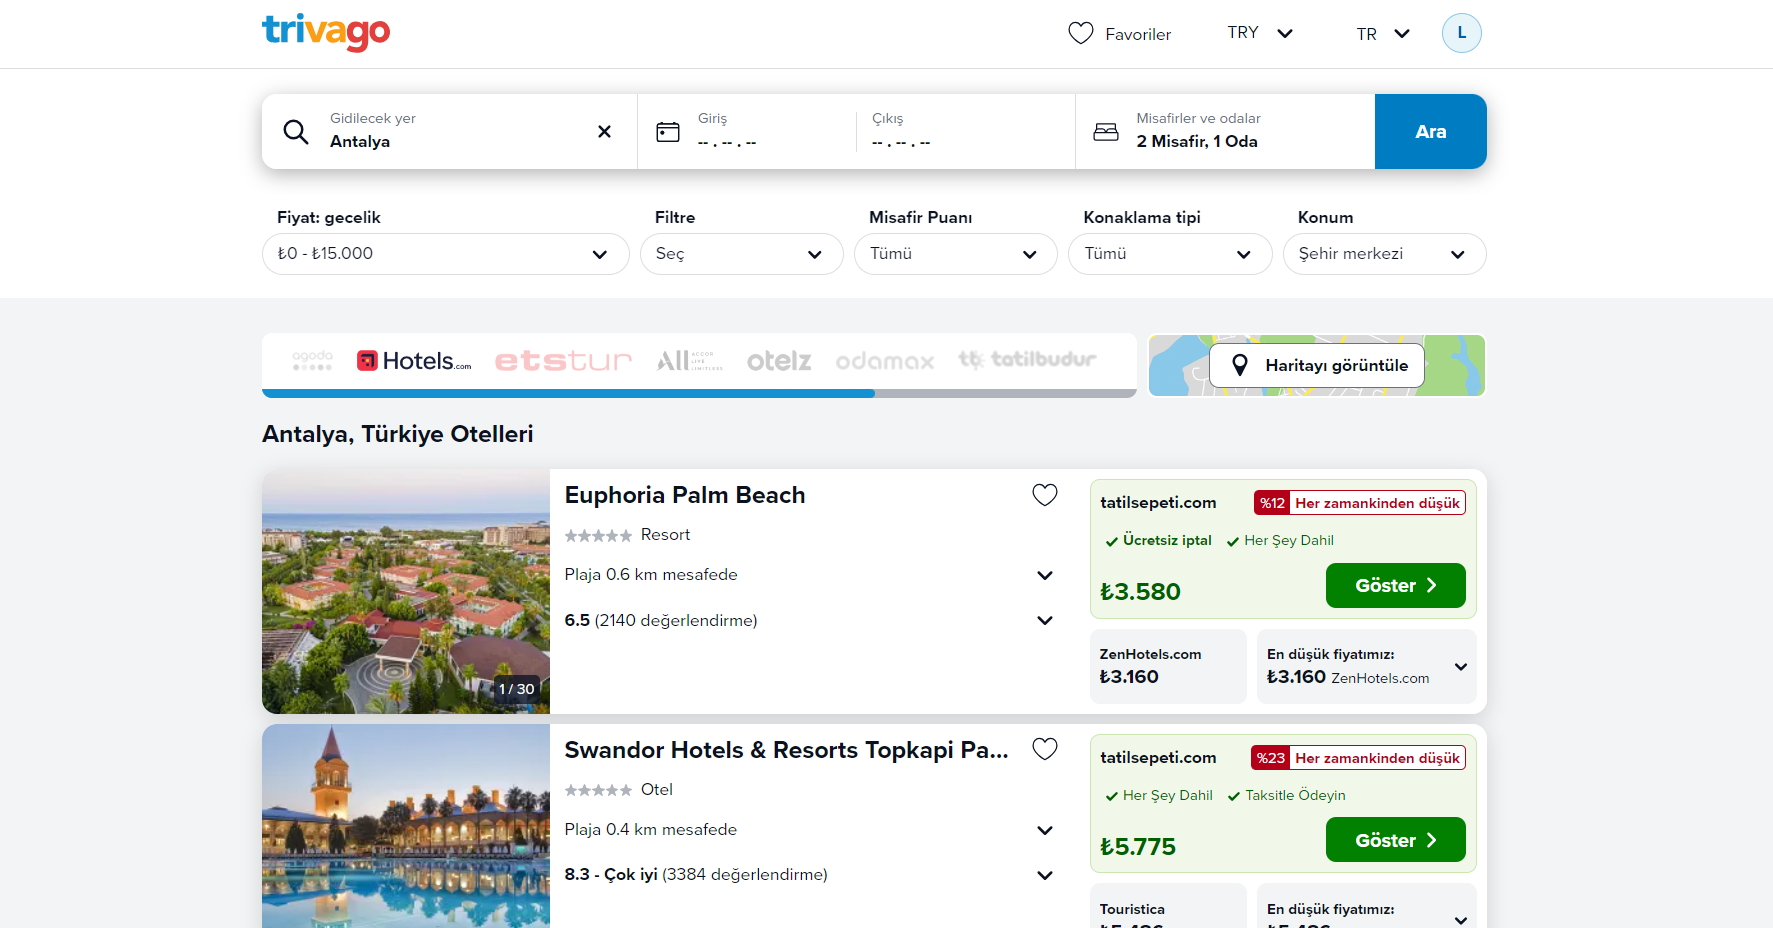 trivago
Favoriler
TRY
TR
L
Gidilecek yer
Antalya
Giriş
-- . -- . --
Çıkış
-- . -- . --
Misafirler ve odalar
2 Misafir, 1 Oda
Ara
Fiyat: gecelik
₺0 - ₺15.000
Filtre
Seç
Misafir Puanı
Tümü
Konaklama tipi
Tümü
Konum
Şehir merkezi
agoda
Hotels.com
etstur
All ACCOR LIVE LIMITLESS
otelz
odamax
tatilbudur
Haritayı görüntüle
Antalya, Türkiye Otelleri
1 / 30
Euphoria Palm Beach
Resort
Plaja 0.6 km mesafede
6.5 (2140 değerlendirme)
tatilsepeti.com
%12 Her zamankinden düşük
Ücretsiz iptal
Her Şey Dahil
₺3.580
Göster
ZenHotels.com
₺3.160
En düşük fiyatımız:
₺3.160 ZenHotels.com
Swandor Hotels & Resorts Topkapi Pa...
Otel
Plaja 0.4 km mesafede
8.3 - Çok iyi (3384 değerlendirme)
tatilsepeti.com
%23 Her zamankinden düşük
Her Şey Dahil
Taksitle Ödeyin
₺5.775
Göster
Touristica
En düşük fiyatımız: